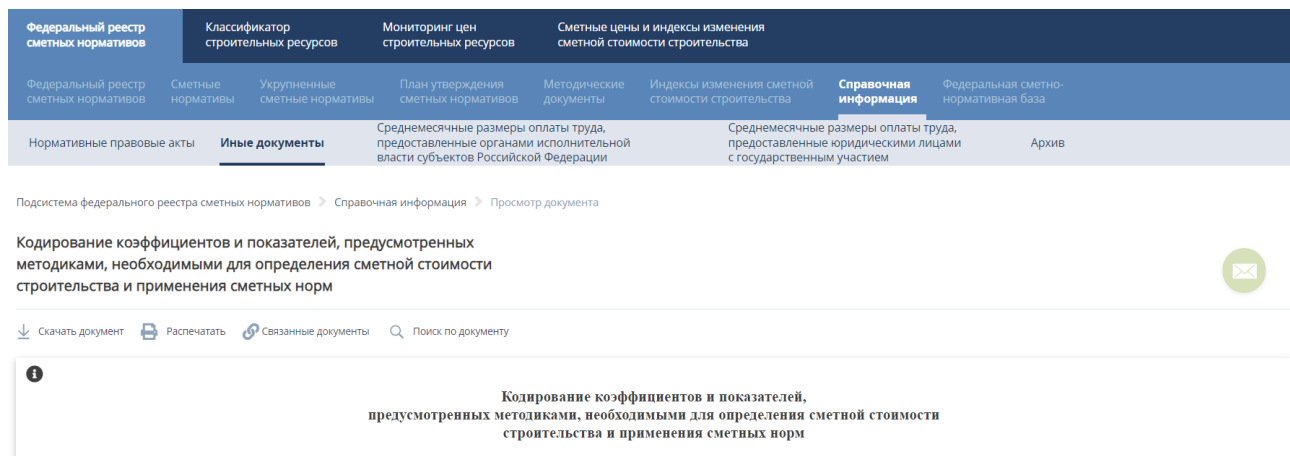 Федеральный реестр
сметных нормативов
Классификатор
строительных ресурсов
Мониторинг цен
строительных ресурсов
Сметные цены и индексы изменения
сметной стоимости строительства
Федеральный реестр
сметных нормативов
Сметные
нормативы
Укрупненные
сметные нормативы
План утверждения
сметных нормативов
Методические
документы
Индексы изменения сметной
стоимости строительства
Справочная
информация
Федеральная сметно-
нормативная база
Нормативные правовые акты
Иные документы
Среднемесячные размеры оплаты труда,
предоставленные органами исполнительной
власти субъектов Российской Федерации
Среднемесячные размеры оплаты труда,
предоставленные юридическими лицами
с государственным участием
Архив
Подсистема федерального реестра сметных нормативов > Справочная информация > Просмотр документа
Кодирование коэффициентов и показателей, предусмотренных
методиками, необходимыми для определения сметной стоимости
строительства и применения сметных норм
Скачать документ Распечатать Связанные документы Поиск по документу
Кодирование коэффициентов и показателей,
предусмотренных методиками, необходимыми для определения сметной стоимости
строительства и применения сметных норм